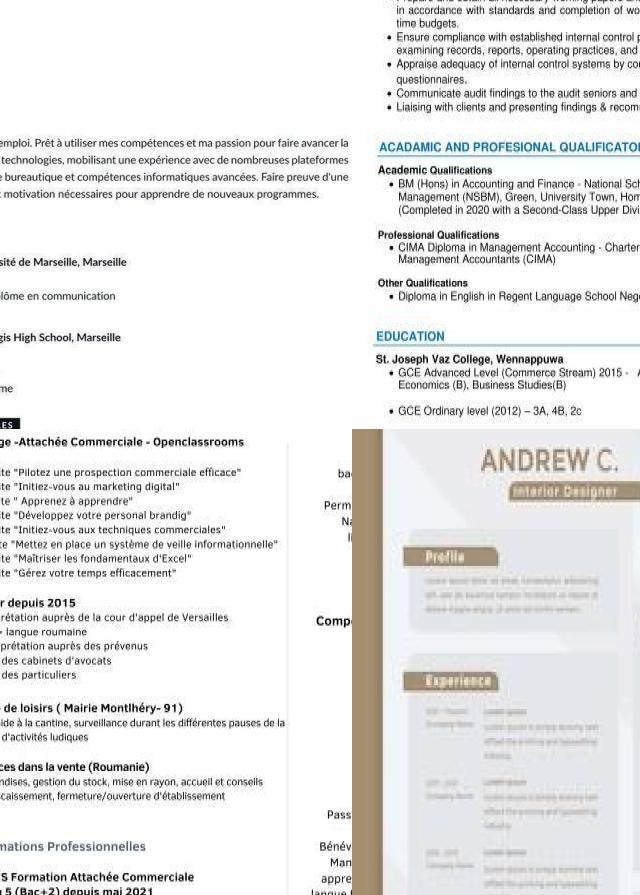 emploi. Prêt à utiliser mes compétences et ma passion pour faire avancer la
technologies, mobilisant une expérience avec de nombreuses plateformes
bureautique et compétences informatiques avancées. Faire preuve d'une
motivation nécessaires pour apprendre de nouveaux programmes.
sité de Marseille, Marseille
lôme en communication
gis High School, Marseille
me
LES
in accordance with standards and completion of wo
time budgets.
• Ensure compliance with established internal control p
examining records, reports, operating practices, and
• Appraise adequacy of internal control systems by co
questionnaires.
• Communicate audit findings to the audit seniors and
• Liaising with clients and presenting findings & recom
ACADAMIC AND PROFESIONAL QUALIFICATOR
Academic Qualifications
• BM (Hons) in Accounting and Finance - National Sch
Management (NSBM), Green, University Town, Hom
(Completed in 2020 with a Second-Class Upper Divi
Professional Qualifications
• CIMA Diploma in Management Accounting - Charter
Management Accountants (CIMA)
Other Qualifications
• Diploma in English in Regent Language School Neg
EDUCATION
St. Joseph Vaz College, Wennappuwa
• GCE Advanced Level (Commerce Stream) 2015 - A
Economics (B), Business Studies(B)
• GCE Ordinary level (2012) – 3A, 4B, 2c
ge -Attachée Commerciale - Openclassrooms
ite "Pilotez une prospection commerciale efficace"
ite "Initiez-vous au marketing digital"
ite " Apprenez à apprendre"
ite "Développez votre personal brandig"
ite "Initiez-vous aux techniques commerciales"
te "Mettez en place un système de veille informationnelle"
ite "Maîtriser les fondamentaux d'Excel"
ite "Gérez votre temps efficacement"
r depuis 2015
rétation auprès de la cour d'appel de Versailles
- langue roumaine
prétation auprès des prévenus
des cabinets d'avocats
des particuliers
de loisirs ( Mairie Montlhéry- 91)
ide à la cantine, surveillance durant les différentes pauses de la
d'activités ludiques
ces dans la vente (Roumanie)
ndises, gestion du stock, mise en rayon, accueil et conseils
caissement, fermeture/ouverture d'établissement
mations Professionnelles
S Formation Attachée Commerciale
5 (Bac+2) depuis mai 2021
ba
Perm
Na
Comp
Pass
Bénév
Man
appre
langue
ANDREW C.
Interior Designer
Profile
Experience